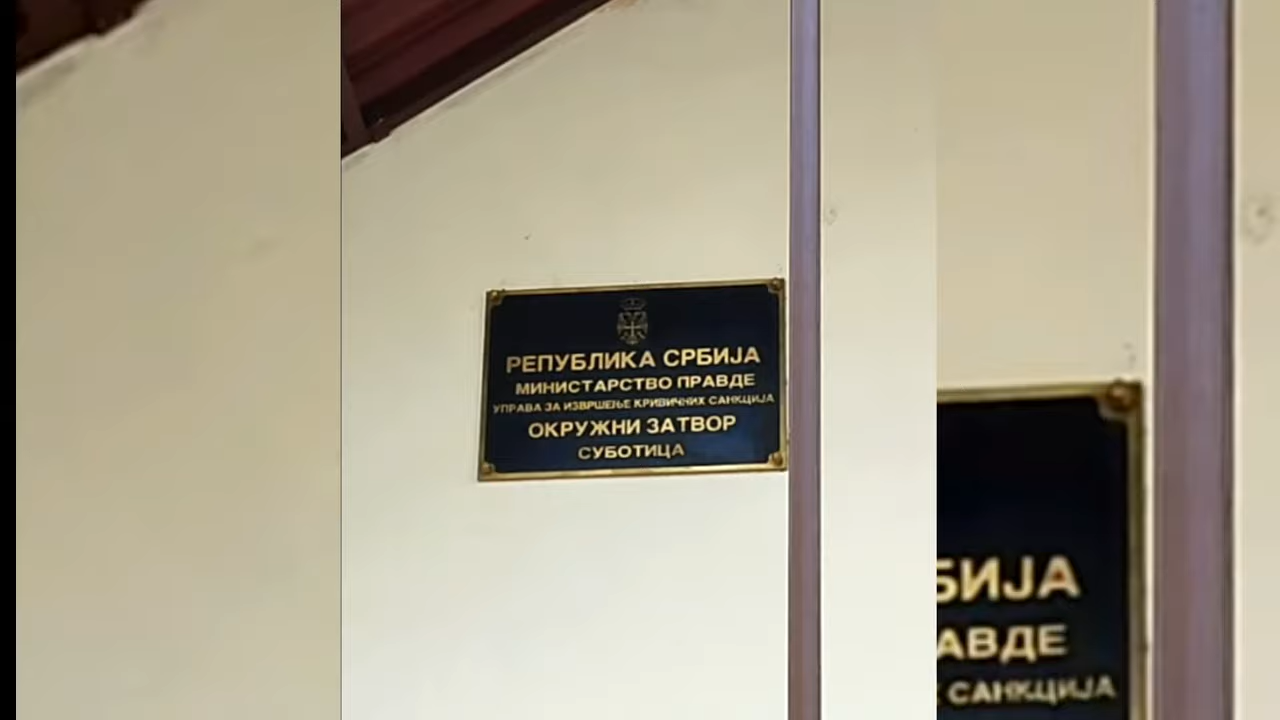 РЕПУБЛИКА СРБИЈА
МИНИСТАРСТВО ПРАВДЕ
УПРАВА ЗА ИЗВРШЕЊЕ КРИВИЧНИХ САНКЦИЈА
ОКРУЖНИ ЗАТВОР
СУБОТИЦА
БИЈА
АВДЕ
САНКЦИЈА